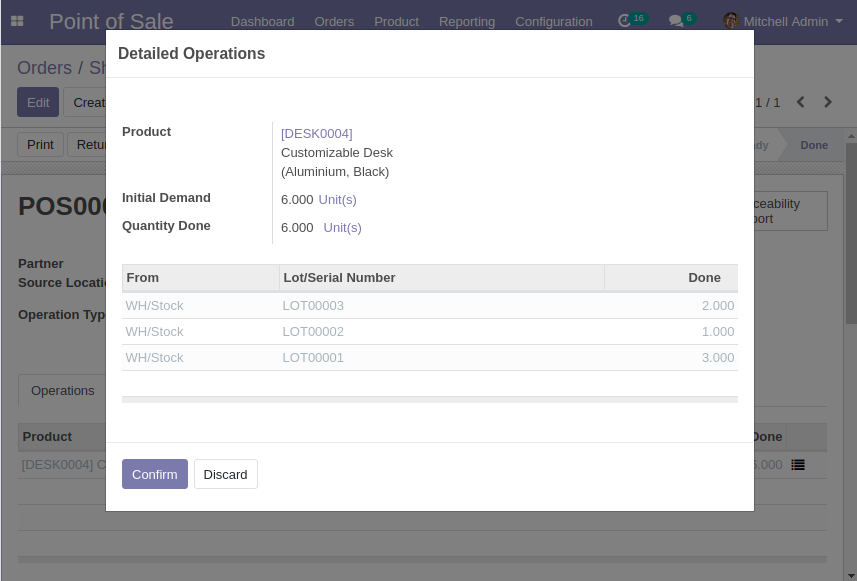 Point of Sale Dashboard Orders Product Reporting Configuration 16 6 Mitchell Admin
Orders / Sh
Detailed Operations
Edit Creat 1 / 1
Print Retur dy Done
Product [DESK0004]
Customizable Desk
(Aluminium, Black)
Initial Demand 6.000 Unit(s)
Quantity Done 6.000 Unit(s)
POS000
ceability
port
Partner
Source Locatio
Operation Typ
From Lot/Serial Number Done
WH/Stock LOT00003 2.000
WH/Stock LOT00002 1.000
WH/Stock LOT00001 3.000
Operations
Product Done
[DESK0004] C .000
Confirm Discard